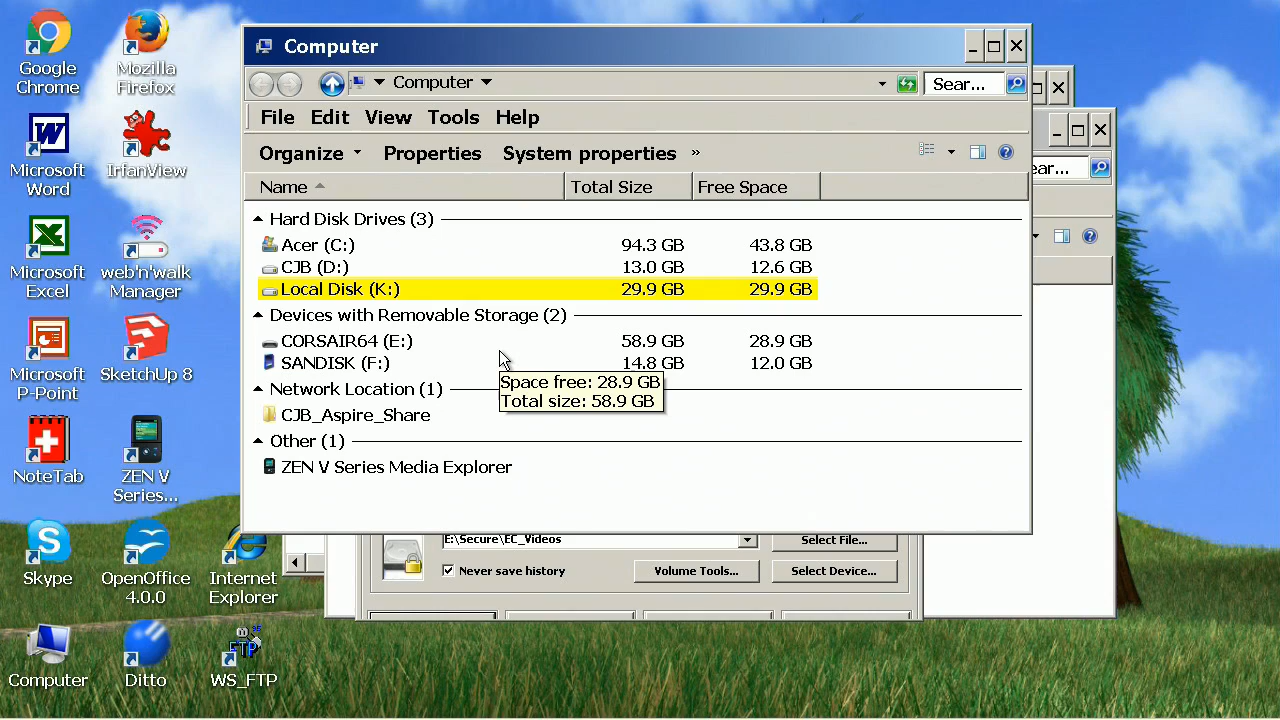 Google
Chrome
Mozilla
Firefox
Microsoft
Word
IrfanView
Microsoft
Excel
web'n'walk
Manager
Microsoft
P-Point
SketchUp 8
NoteTab
ZEN V
Series...
Skype
OpenOffice
4.0.0
Internet
Explorer
Computer
Ditto
WS_FTP
FTP
95
Computer
Computer
Sear...
File Edit View Tools Help
Organize Properties System properties »
Name Total Size Free Space
Hard Disk Drives (3)
Acer (C:) 94.3 GB 43.8 GB
CJB (D:) 13.0 GB 12.6 GB
Local Disk (K:) 29.9 GB 29.9 GB
Devices with Removable Storage (2)
CORSAIR64 (E:) 58.9 GB 28.9 GB
SANDISK (F:) 14.8 GB 12.0 GB
Space free: 28.9 GB
Total size: 58.9 GB
Network Location (1)
CJB_Aspire_Share
Other (1)
ZEN V Series Media Explorer
ear...
E:\Secure\EC_Videos
Select File...
Never save history
Volume Tools...
Select Device...